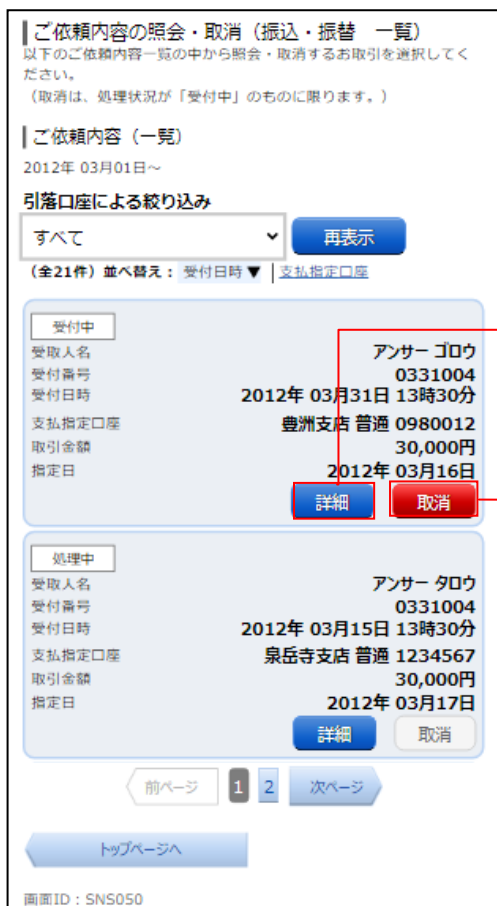 ご依頼内容の照会・取消（振込・振替　一覧）
以下のご依頼内容一覧の中から照会・取消するお取引を選択してく
ださい。
（取消は、処理状況が「受付中」のものに限ります。）
ご依頼内容（一覧）
2012年 03月01日～
引落口座による絞り込み
すべて 再表示
（全21件）並べ替え： 受付日時▼ 支払指定口座
受付中
受取人名 アンサー ゴロウ
受付番号 0331004
受付日時 2012年 03月31日 13時30分
支払指定口座 豊洲支店 普通 0980012
取引金額 30,000円
指定日 2012年 03月16日
詳細 取消
処理中
受取人名 アンサー タロウ
受付番号 0331004
受付日時 2012年 03月15日 13時30分
支払指定口座 泉岳寺支店 普通 1234567
取引金額 30,000円
指定日 2012年 03月17日
詳細 取消
前ページ 1 2 次ページ
トップページへ
画面ID：SNS050